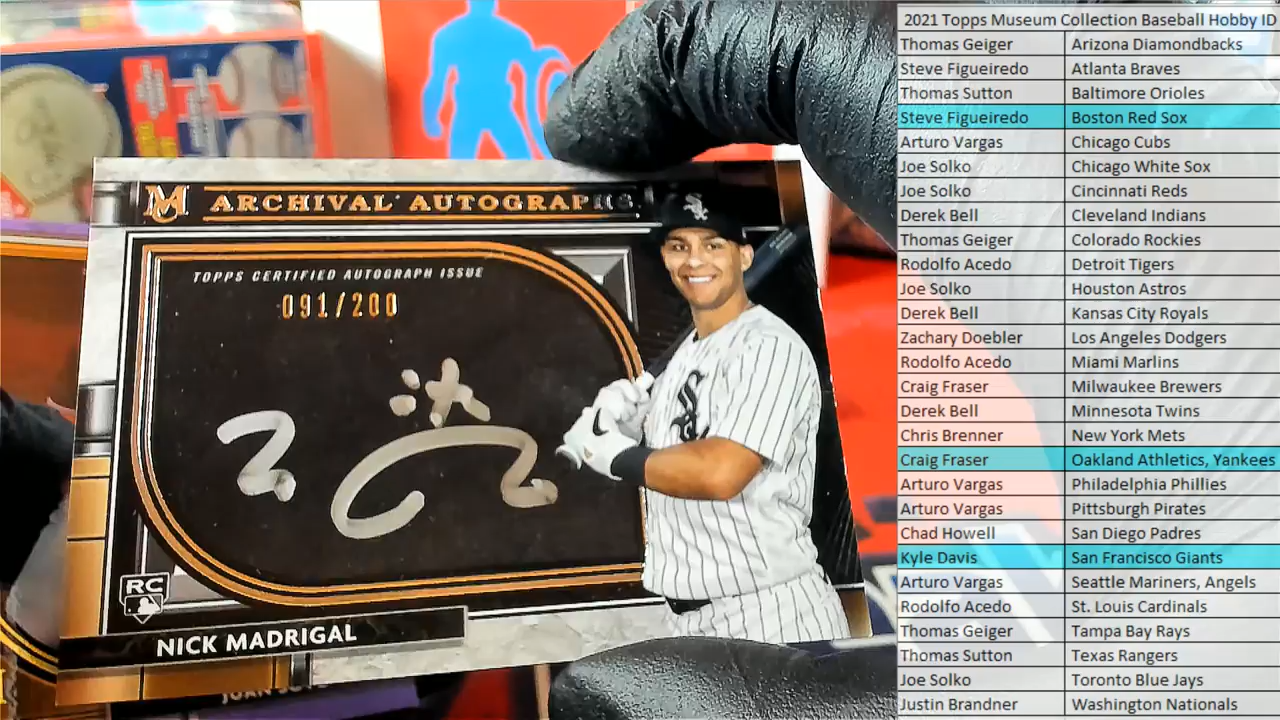 ARCHIVAL AUTOGRAPHS
TOPPS CERTIFIED AUTOGRAPH ISSUE
091/200
RC
NICK MADRIGAL
2021 Topps Museum Collection Baseball Hobby ID
Thomas Geiger Arizona Diamondbacks
Steve Figueiredo Atlanta Braves
Thomas Sutton Baltimore Orioles
Steve Figueiredo Boston Red Sox
Arturo Vargas Chicago Cubs
Joe Solko Chicago White Sox
Joe Solko Cincinnati Reds
Derek Bell Cleveland Indians
Thomas Geiger Colorado Rockies
Rodolfo Acedo Detroit Tigers
Joe Solko Houston Astros
Derek Bell Kansas City Royals
Zachary Doebler Los Angeles Dodgers
Rodolfo Acedo Miami Marlins
Craig Fraser Milwaukee Brewers
Derek Bell Minnesota Twins
Chris Brenner New York Mets
Craig Fraser Oakland Athletics, Yankees
Arturo Vargas Philadelphia Phillies
Arturo Vargas Pittsburgh Pirates
Chad Howell San Diego Padres
Kyle Davis San Francisco Giants
Arturo Vargas Seattle Mariners, Angels
Rodolfo Acedo St. Louis Cardinals
Thomas Geiger Tampa Bay Rays
Thomas Sutton Texas Rangers
Joe Solko Toronto Blue Jays
Justin Brandner Washington Nationals